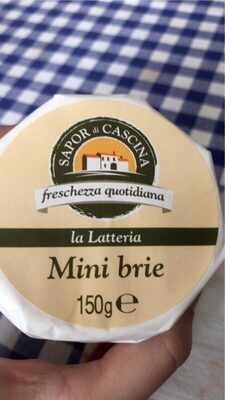 SAPOR di CASCINA
freschezza quotidiana
la Latteria
Mini brie
150g℮